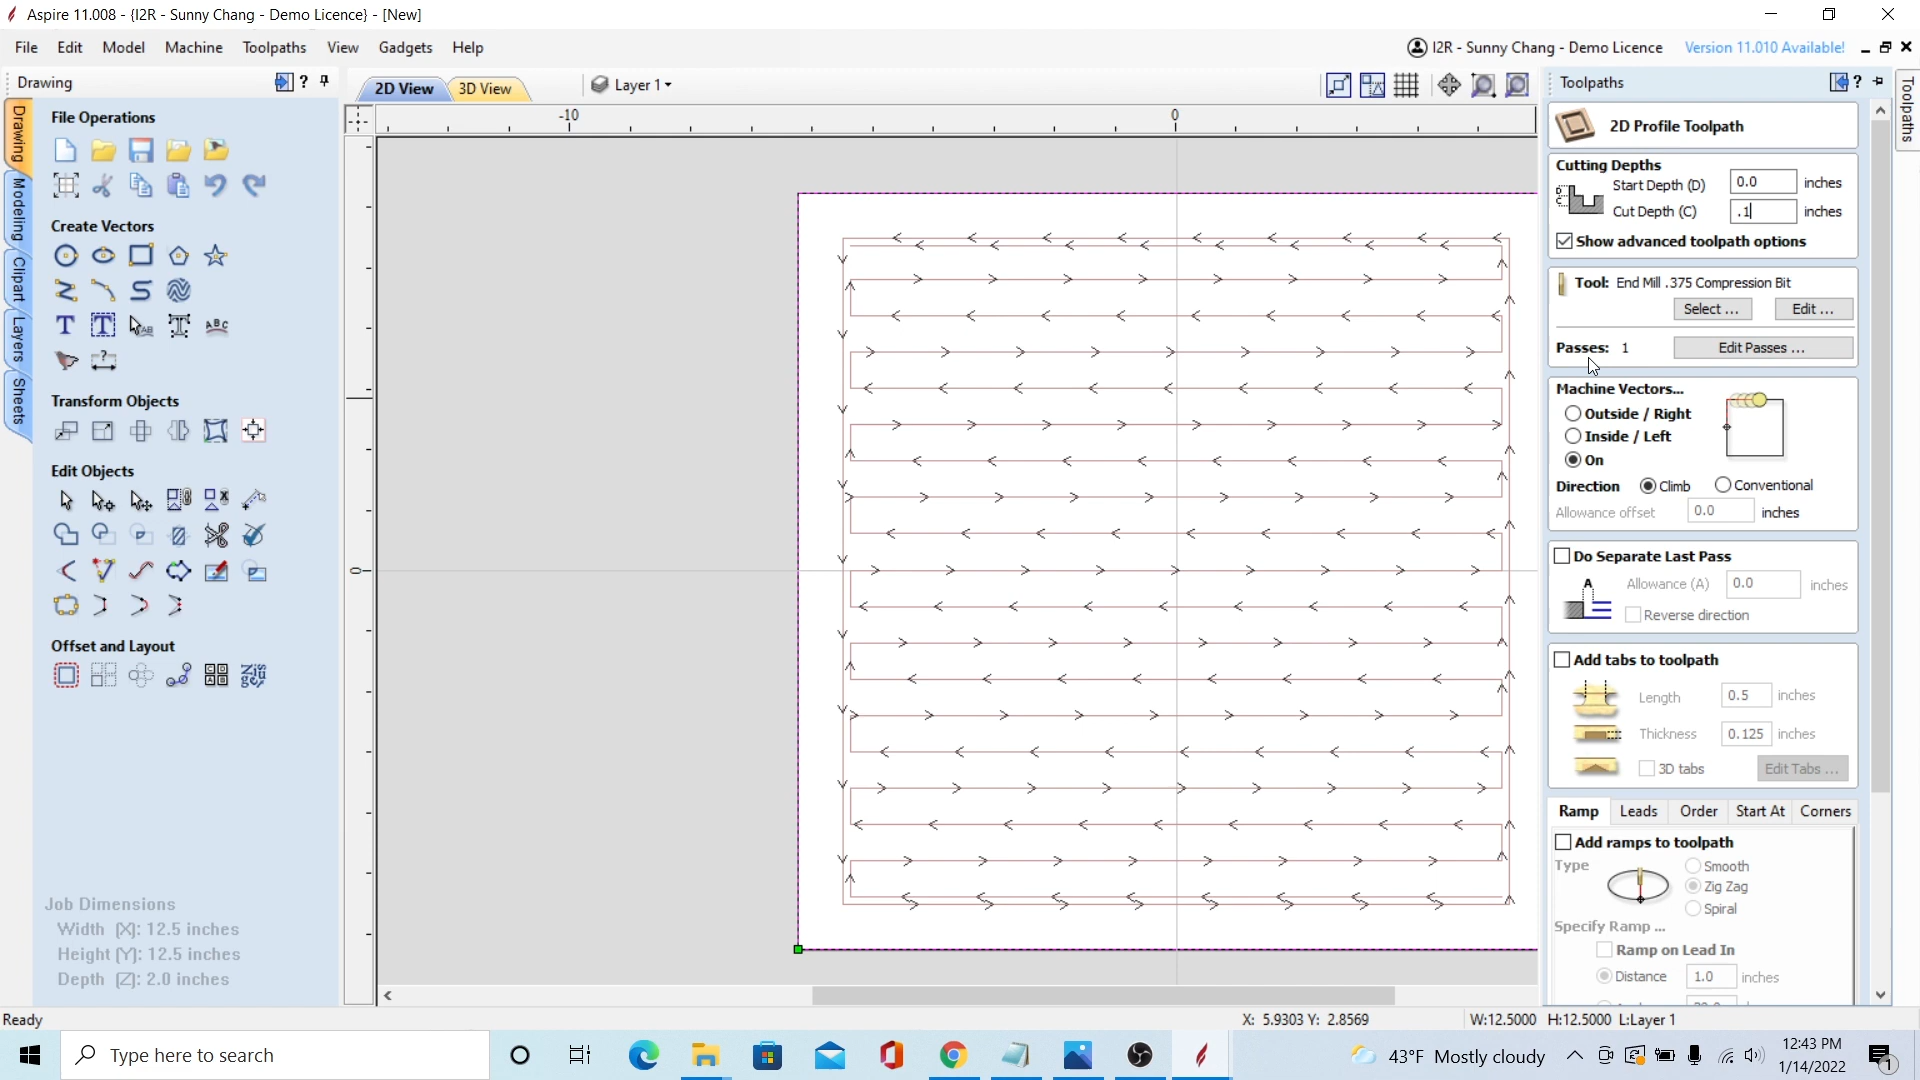 Aspire 11.008 - {I2R - Sunny Chang - Demo Licence} - [New]
File Edit Model Machine Toolpaths View Gadgets Help
I2R - Sunny Chang - Demo Licence Version 11.010 Available!
Drawing
Drawing
Modeling
Clipart
Layers
Sheets
File Operations
Create Vectors
Transform Objects
Edit Objects
Offset and Layout
Job Dimensions
Width (X): 12.5 inches
Height (Y): 12.5 inches
Depth (Z): 2.0 inches
2D View 3D View Layer 1
-10 0
0
Toolpaths
Toolpaths
2D Profile Toolpath
Cutting Depths
Start Depth (D) 0.0 inches
Cut Depth (C) .1 inches
Show advanced toolpath options
Tool: End Mill .375 Compression Bit
Select ... Edit ...
Passes: 1 Edit Passes ...
Machine Vectors...
Outside / Right
Inside / Left
On
Direction Climb Conventional
Allowance offset 0.0 inches
Do Separate Last Pass
A Allowance (A) 0.0 inches
Reverse direction
Add tabs to toolpath
Length 0.5 inches
Thickness 0.125 inches
3D tabs Edit Tabs ...
Ramp Leads Order Start At Corners
Add ramps to toolpath
Type Smooth
Zig Zag
Spiral
Specify Ramp ...
Ramp on Lead In
Distance 1.0 inches
Ready X: 5.9303 Y: 2.8569 W:12.5000 H:12.5000 L:Layer 1
Type here to search
43°F Mostly cloudy
12:43 PM
1/14/2022
1